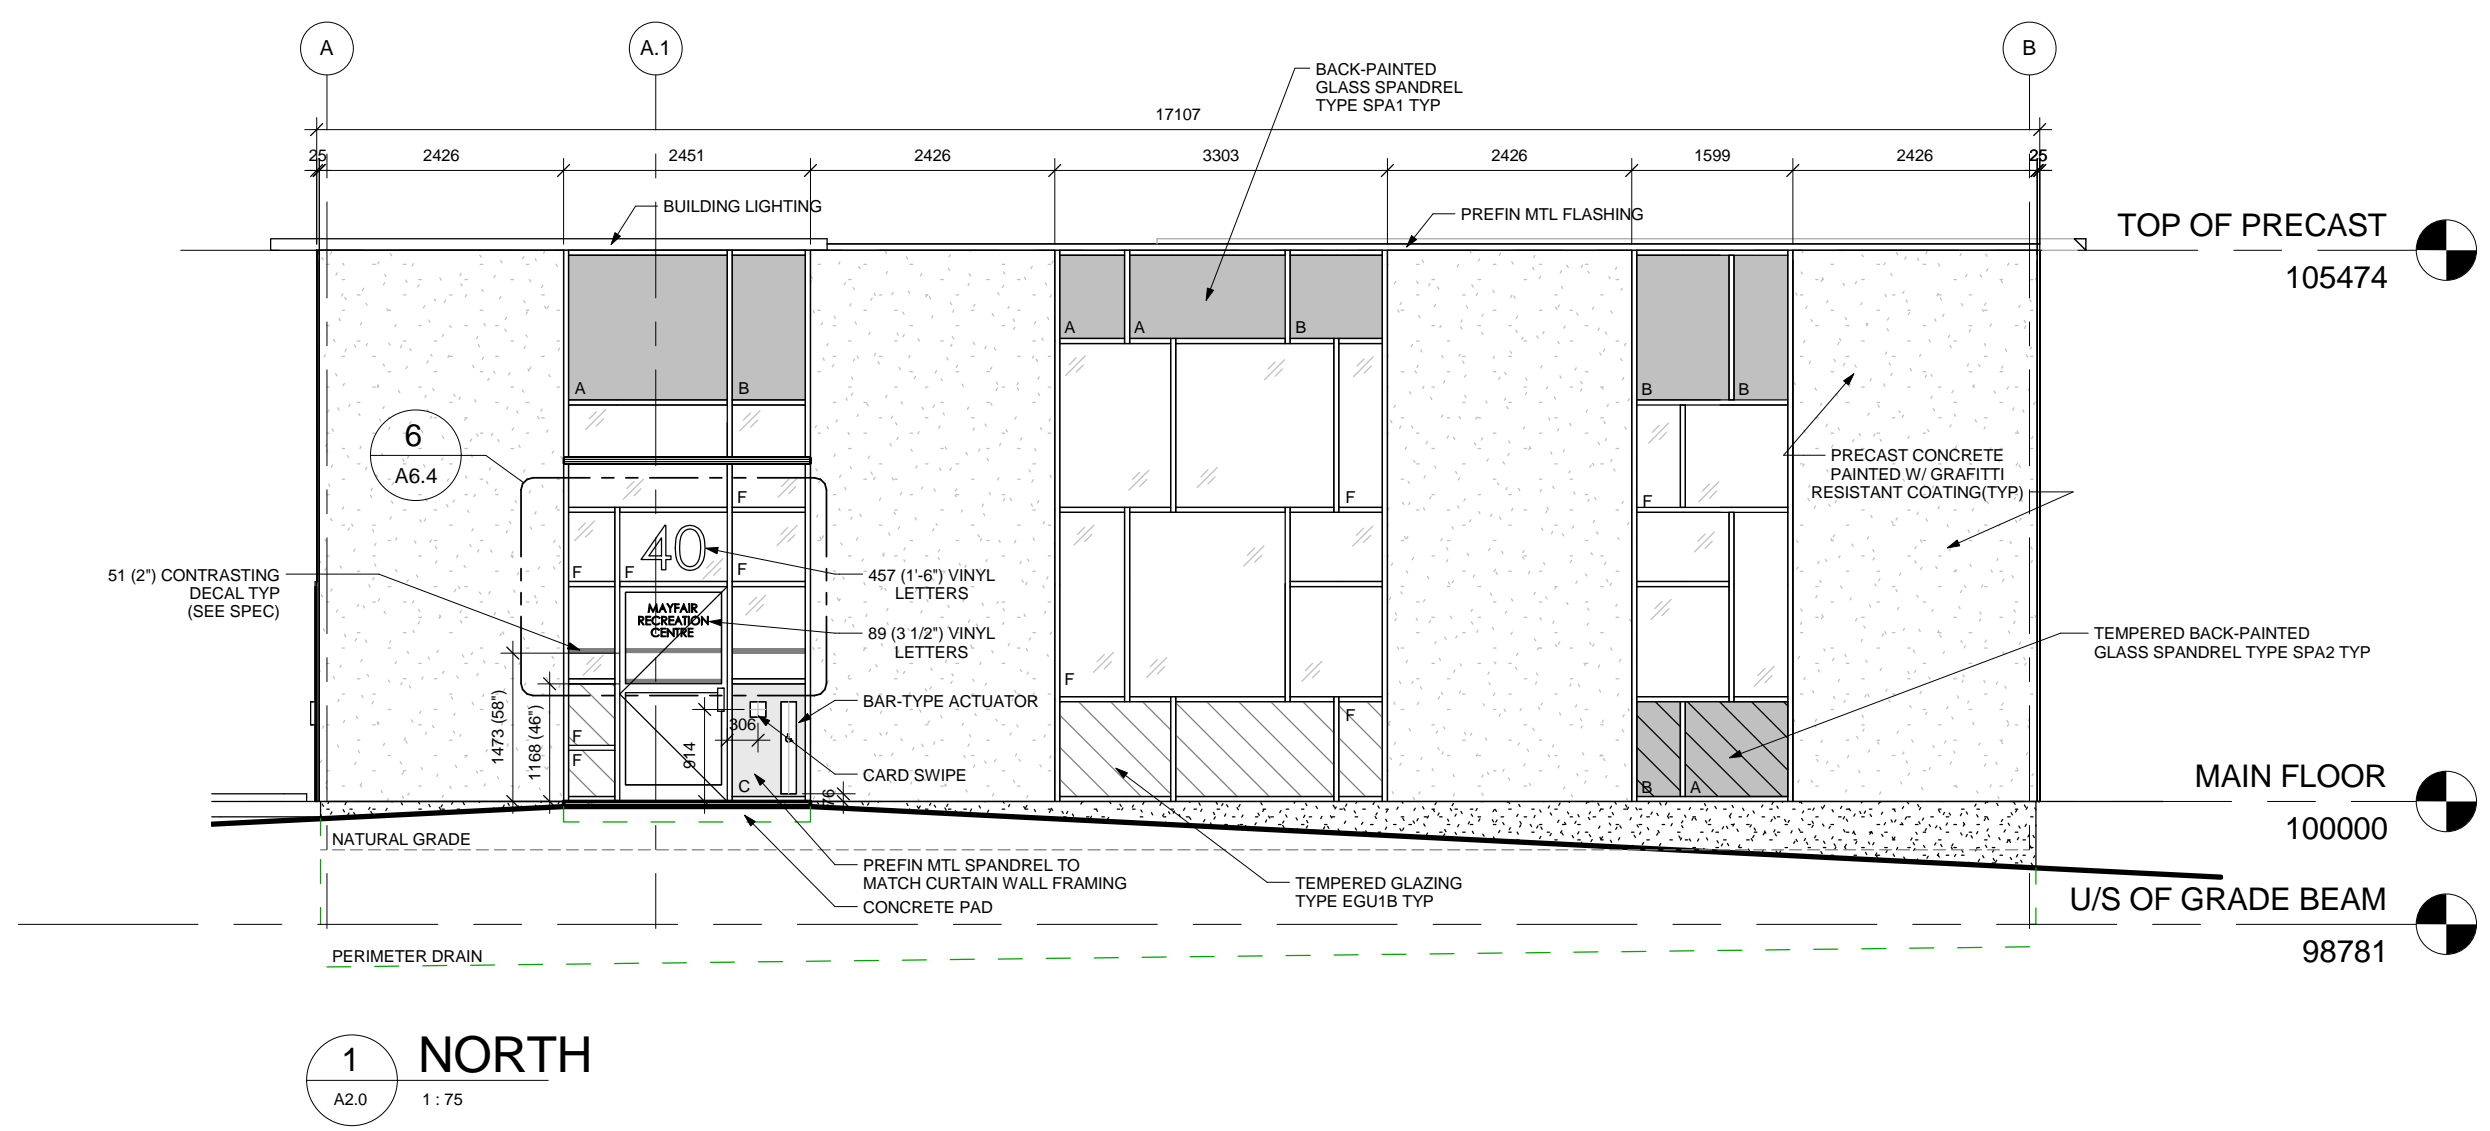 A
A.1
B
BACK-PAINTED
GLASS SPANDREL
TYPE SPA1 TYP
17107
25
2426
2451
2426
3303
2426
1599
2426
25
BUILDING LIGHTING
PREFIN MTL FLASHING
TOP OF PRECAST
105474
A
A
B
A
B
B
B
6
A6.4
PRECAST CONCRETE
PAINTED W/ GRAFITTI
RESISTANT COATING(TYP)
F
F
F
40
F
F
F
51 (2") CONTRASTING
DECAL TYP
(SEE SPEC)
457 (1'-6") VINYL
LETTERS
MAYFAIR
RECREATION
CENTRE
89 (3 1/2") VINYL
LETTERS
TEMPERED BACK-PAINTED
GLASS SPANDREL TYPE SPA2 TYP
F
BAR-TYPE ACTUATOR
1473 (58")
1168 (46")
306
914
F
F
F
CARD SWIPE
C
76
B
A
MAIN FLOOR
100000
NATURAL GRADE
PREFIN MTL SPANDREL TO
MATCH CURTAIN WALL FRAMING
CONCRETE PAD
TEMPERED GLAZING
TYPE EGU1B TYP
U/S OF GRADE BEAM
98781
PERIMETER DRAIN
1
A2.0
NORTH
1 : 75